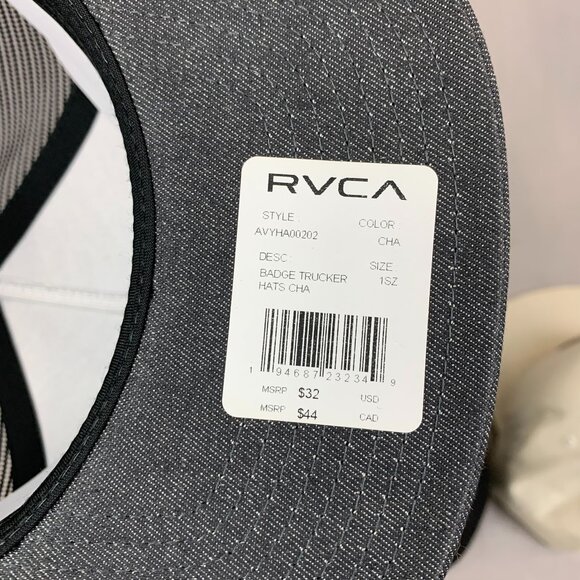 RVCA
STYLE COLOR
AVYHA00202 CHA
DESC SIZE
BADGE TRUCKER 1SZ
HATS CHA
1 94687 23234 9
MSRP $32 USD
MSRP $44 CAD